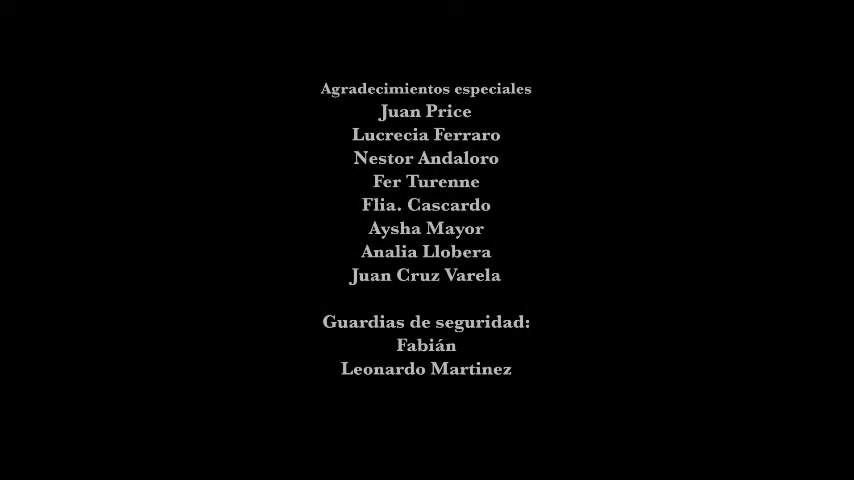 Agradecimientos especiales
Juan Price
Lucrecia Ferraro
Nestor Andaloro
Fer Turenne
Flia. Cascardo
Aysha Mayor
Analia Llobera
Juan Cruz Varela
Guardias de seguridad:
Fabián
Leonardo Martinez